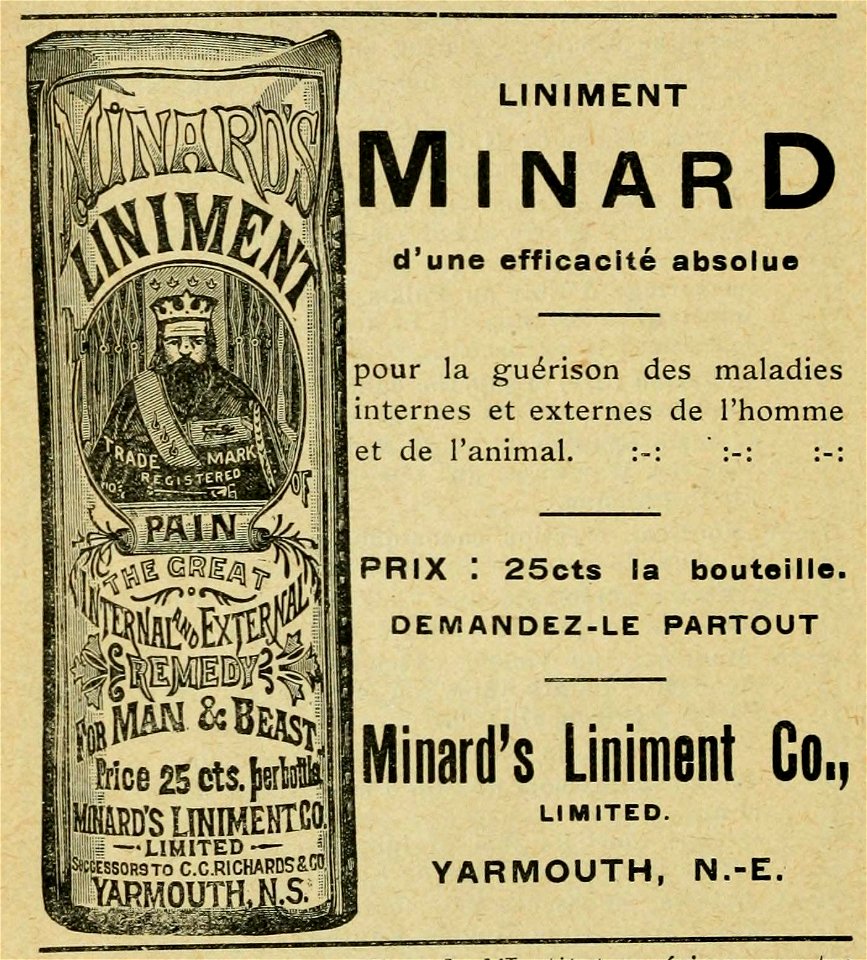 MINARD'S
LINIMENT
TRADE MARK
REGISTERED
OF
PAIN
THE GREAT
INTERNAL AND EXTERNAL
REMEDY
FOR MAN & BEAST
Price 25 cts. per bottle
MINARD'S LINIMENT CO.
LIMITED
SUCCESSORS TO C.C. RICHARDS & CO
YARMOUTH, N.S.
LINIMENT
MINARD
d'une efficacité absolue
pour la guérison des maladies
internes et externes de l'homme
et de l'animal. :-: :-: :-:
PRIX : 25cts la bouteille.
DEMANDEZ-LE PARTOUT
Minard's Liniment Co.,
LIMITED.
YARMOUTH, N.-E.